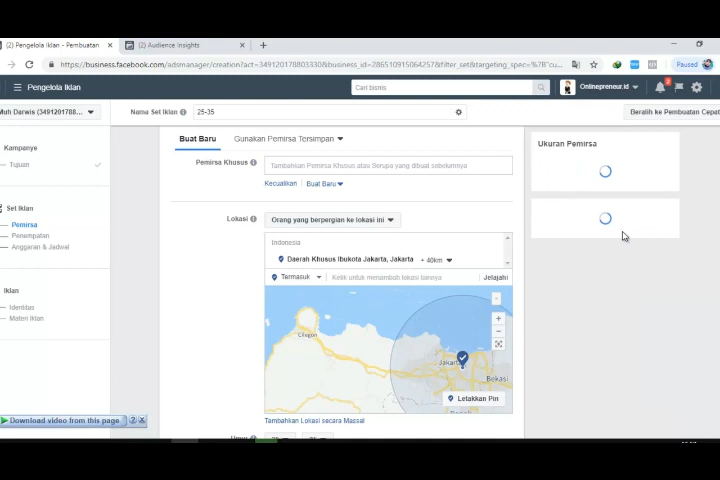 (2) Pengelola Iklan - Pembuatan
(2) Audience Insights
https://business.facebook.com/adsmanager/creation?act=349120178803330&business_id=286510915064257&filter_set&targeting_spec=%7B"cu...
Paused
Pengelola Iklan
Cari bisnis
Onlinepreneur.id
Muh Darwis (3491201788...
Nama Set Iklan
25-35
Beralih ke Pembuatan Cepat
Kampanye
Tujuan
Set Iklan
Pemirsa
Penempatan
Anggaran & Jadwal
Iklan
Identitas
Materi Iklan
Buat Baru
Gunakan Pemirsa Tersimpan
Pemirsa Khusus
Tambahkan Pemirsa Khusus atau Serupa yang dibuat sebelumnya
Kecualikan
Buat Baru
Lokasi
Orang yang berpergian ke lokasi ini
Indonesia
Daerah Khusus Ibukota Jakarta, Jakarta + 40km
Termasuk
Ketik untuk menambah lokasi lainnya
Jelajahi
Cilegon
Jakarta
Bekasi
Letakkan Pin
Tambahkan Lokasi secara Massal
Ukuran Pemirsa
Download video from this page